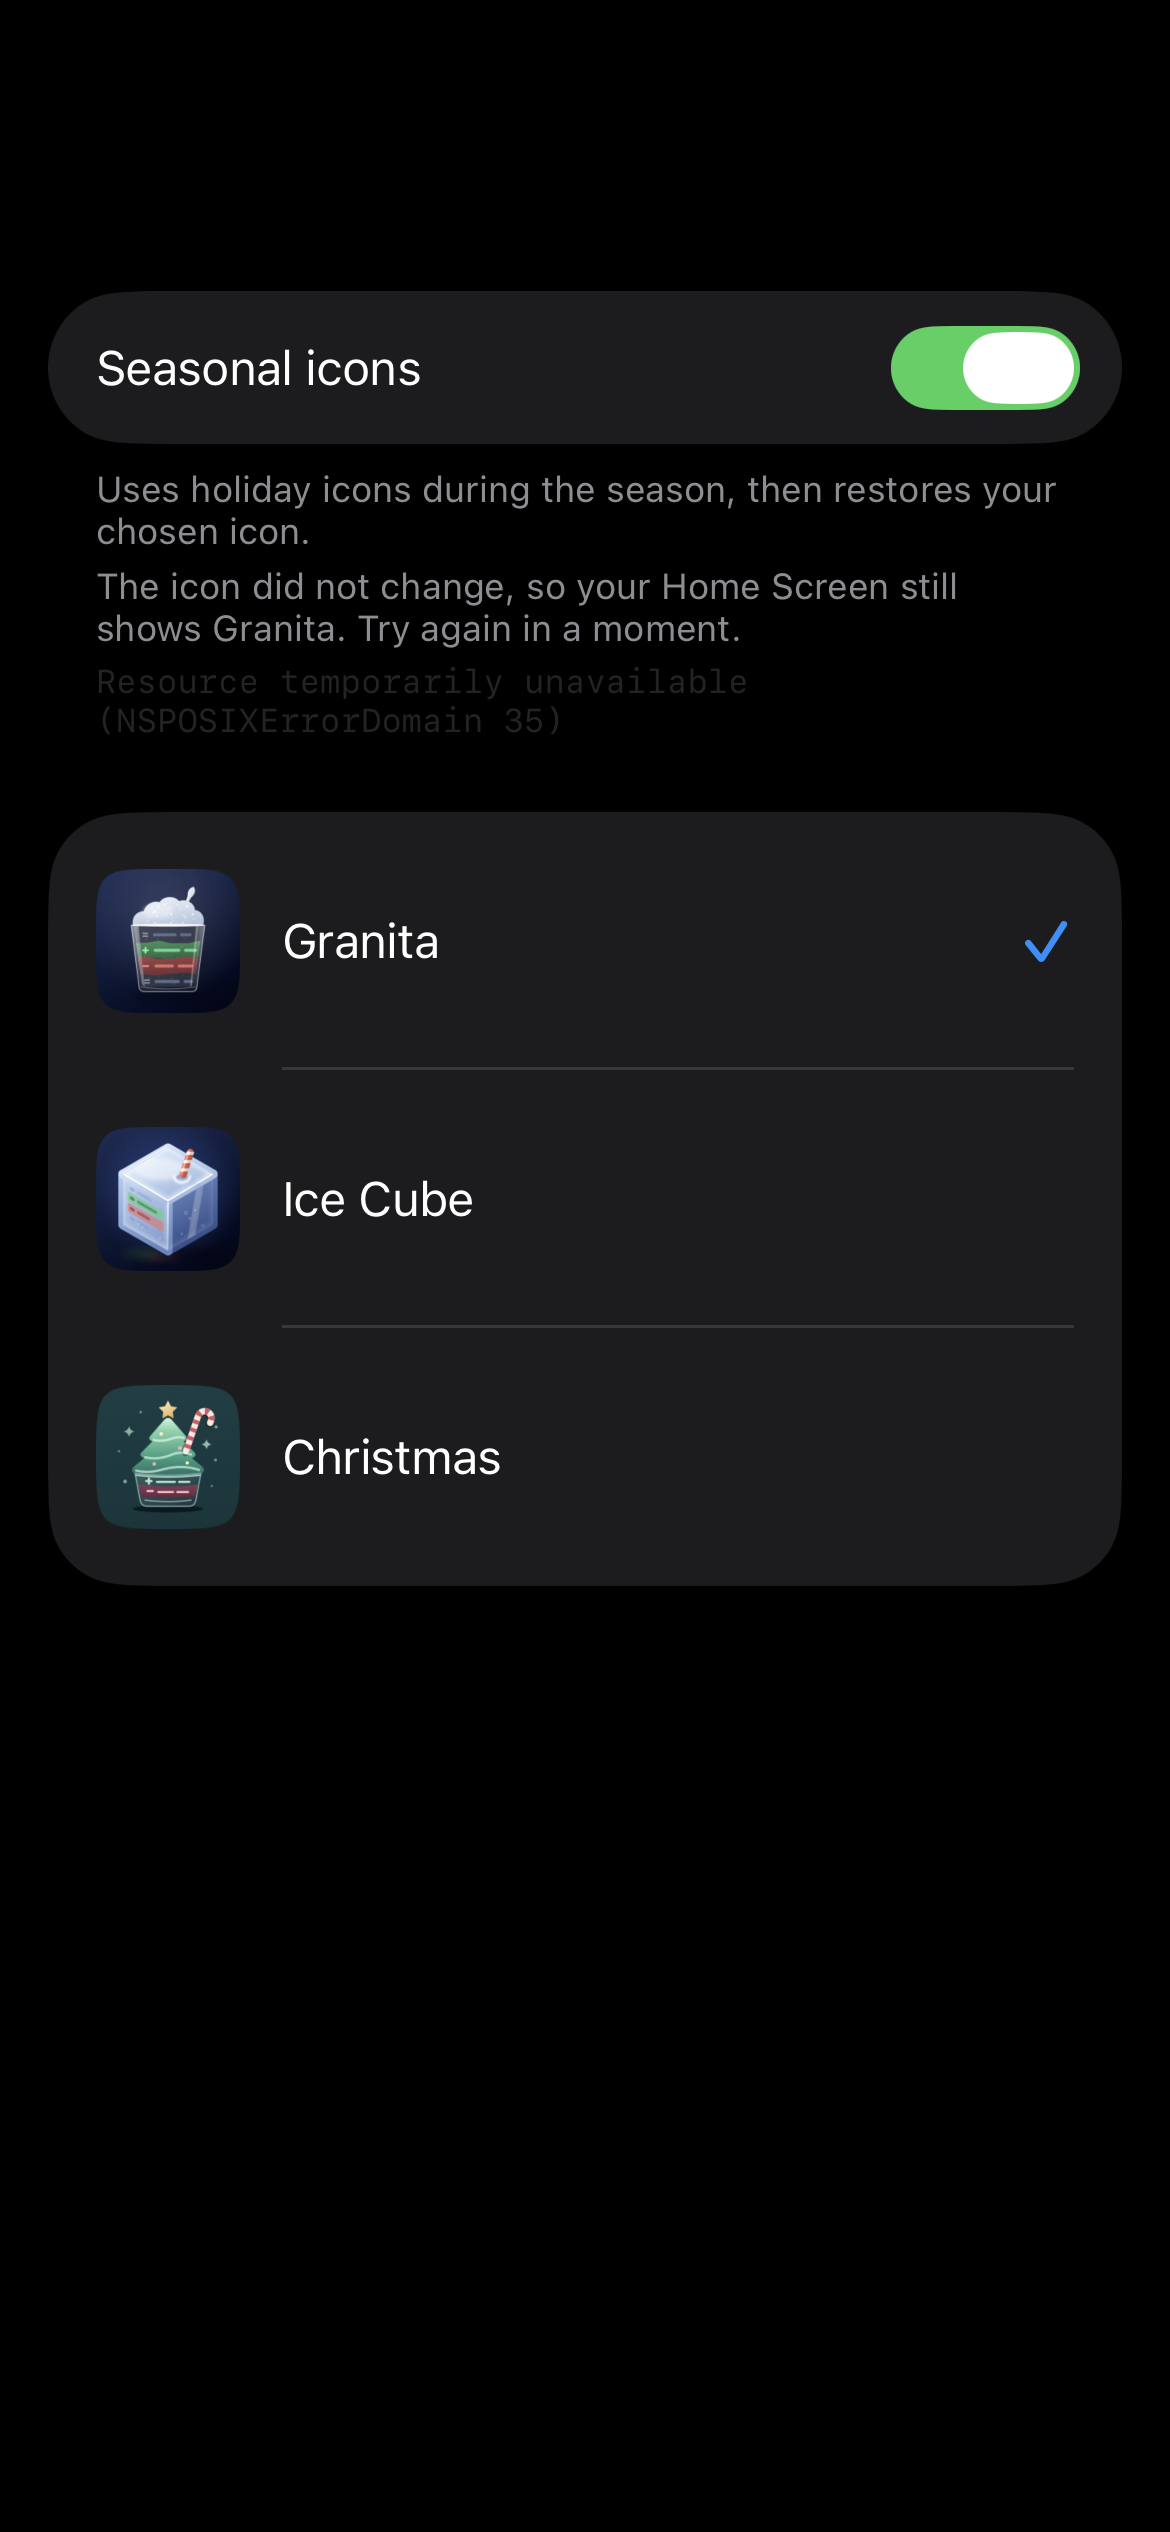 Seasonal icons
Uses holiday icons during the season, then restores your
chosen icon.
The icon did not change, so your Home Screen still
shows Granita. Try again in a moment.
Resource temporarily unavailable
(NSPOSIXErrorDomain 35)
Granita
Ice Cube
Christmas